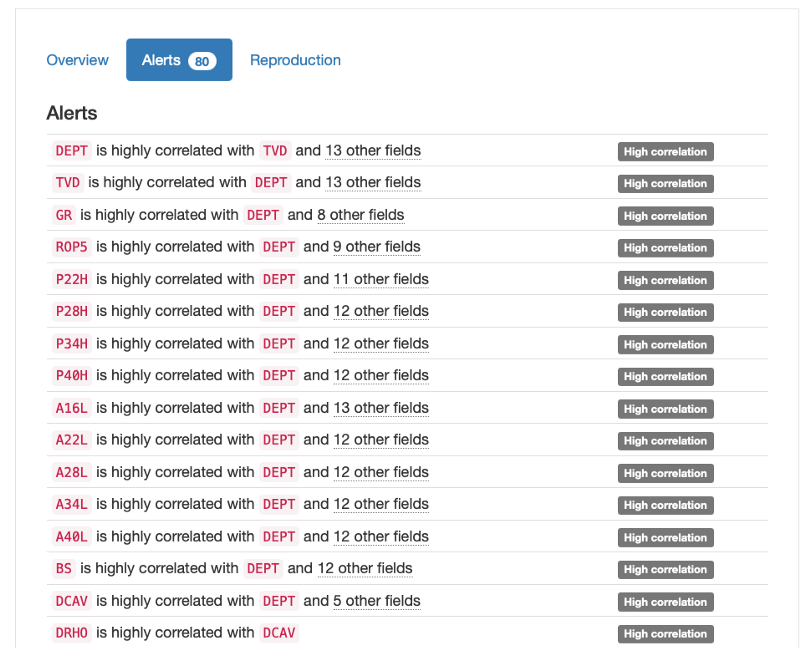 Overview Alerts 80 Reproduction
Alerts
DEPT is highly correlated with TVD and 13 other fields High correlation
TVD is highly correlated with DEPT and 13 other fields High correlation
GR is highly correlated with DEPT and 8 other fields High correlation
ROP5 is highly correlated with DEPT and 9 other fields High correlation
P22H is highly correlated with DEPT and 11 other fields High correlation
P28H is highly correlated with DEPT and 12 other fields High correlation
P34H is highly correlated with DEPT and 12 other fields High correlation
P40H is highly correlated with DEPT and 12 other fields High correlation
A16L is highly correlated with DEPT and 13 other fields High correlation
A22L is highly correlated with DEPT and 12 other fields High correlation
A28L is highly correlated with DEPT and 12 other fields High correlation
A34L is highly correlated with DEPT and 12 other fields High correlation
A40L is highly correlated with DEPT and 12 other fields High correlation
BS is highly correlated with DEPT and 12 other fields High correlation
DCAV is highly correlated with DEPT and 5 other fields High correlation
DRHO is highly correlated with DCAV High correlation